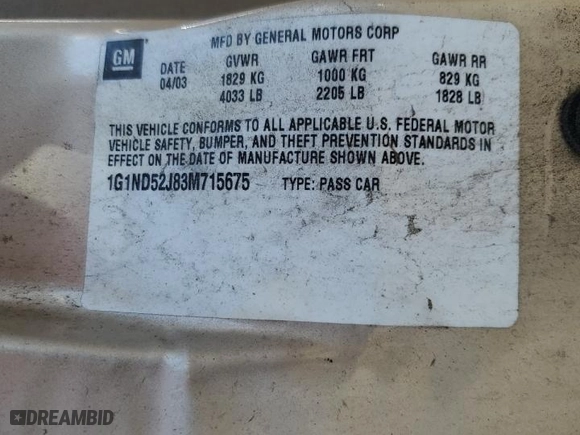 GM
MFD BY GENERAL MOTORS CORP
DATE GVWR GAWR FRT GAWR RR
04/03 1829 KG 1000 KG 829 KG
4033 LB 2205 LB 1828 LB
THIS VEHICLE CONFORMS TO ALL APPLICABLE U.S. FEDERAL MOTOR
VEHICLE SAFETY, BUMPER, AND THEFT PREVENTION STANDARDS IN
EFFECT ON THE DATE OF MANUFACTURE SHOWN ABOVE.
1G1ND52J83M715675 TYPE: PASS CAR
DREAMBID